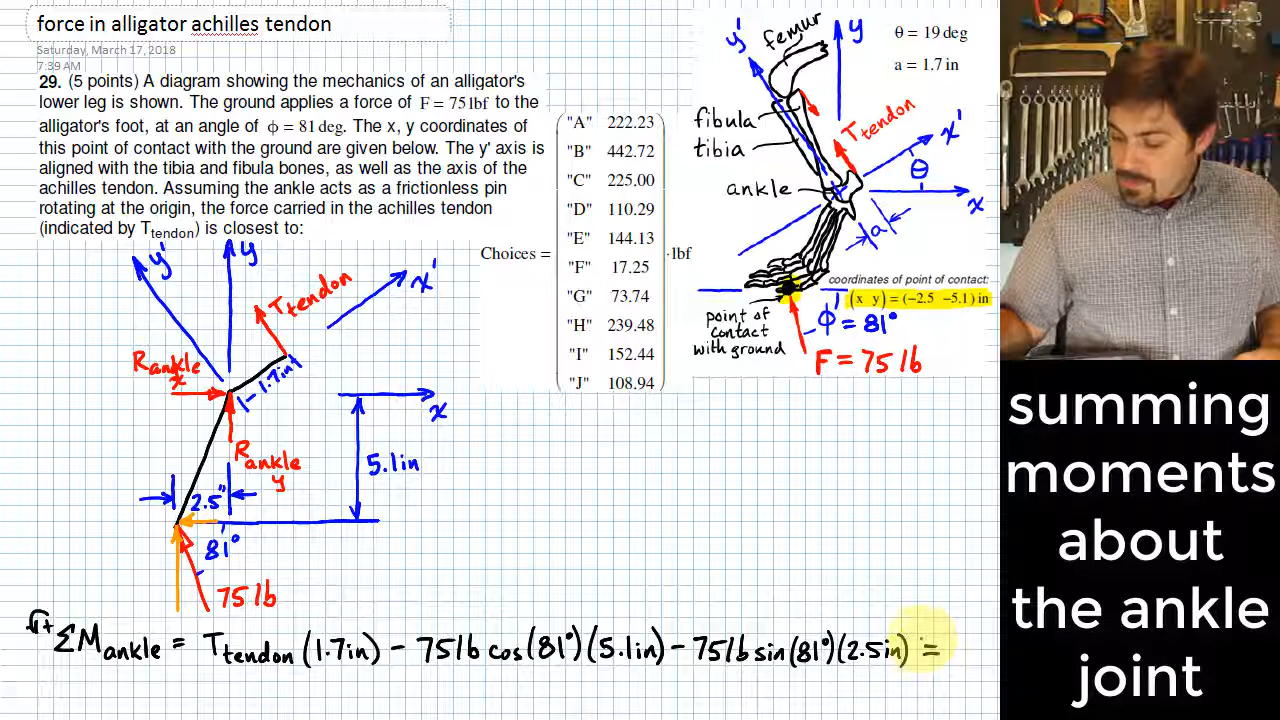 force in alligator achilles tendon
Saturday, March 17, 2018
7:39 AM
29. (5 points) A diagram showing the mechanics of an alligator's
lower leg is shown. The ground applies a force of F = 75 lbf to the
alligator's foot, at an angle of ϕ = 81 deg. The x, y coordinates of
this point of contact with the ground are given below. The y' axis is
aligned with the tibia and fibula bones, as well as the axis of the
achilles tendon. Assuming the ankle acts as a frictionless pin
rotating at the origin, the force carried in the achilles tendon
(indicated by Ttendon) is closest to:
Choices =
"A" 222.23
"B" 442.72
"C" 225.00
"D" 110.29
"E" 144.13
"F" 17.25
"G" 73.74
"H" 239.48
"I" 152.44
"J" 108.94
· lbf
θ = 19 deg
a = 1.7 in
y'
femur
y
fibula
tibia
Ttendon
x'
θ
ankle
x
a
coordinates of point of contact:
(x y) = (−2.5 −5.1) in
point of
contact
with ground
ϕ = 81°
F = 75 lb
y'
y
Ttendon
x'
Rankle x
1.7in
x
Rankle y
5.1in
2.5"
81°
75 lb
+ ΣMankle = Ttendon (1.7in) − 75lb cos(81°)(5.1in) − 75lb sin(81°)(2.5in) =
summing
moments
about
the ankle
joint